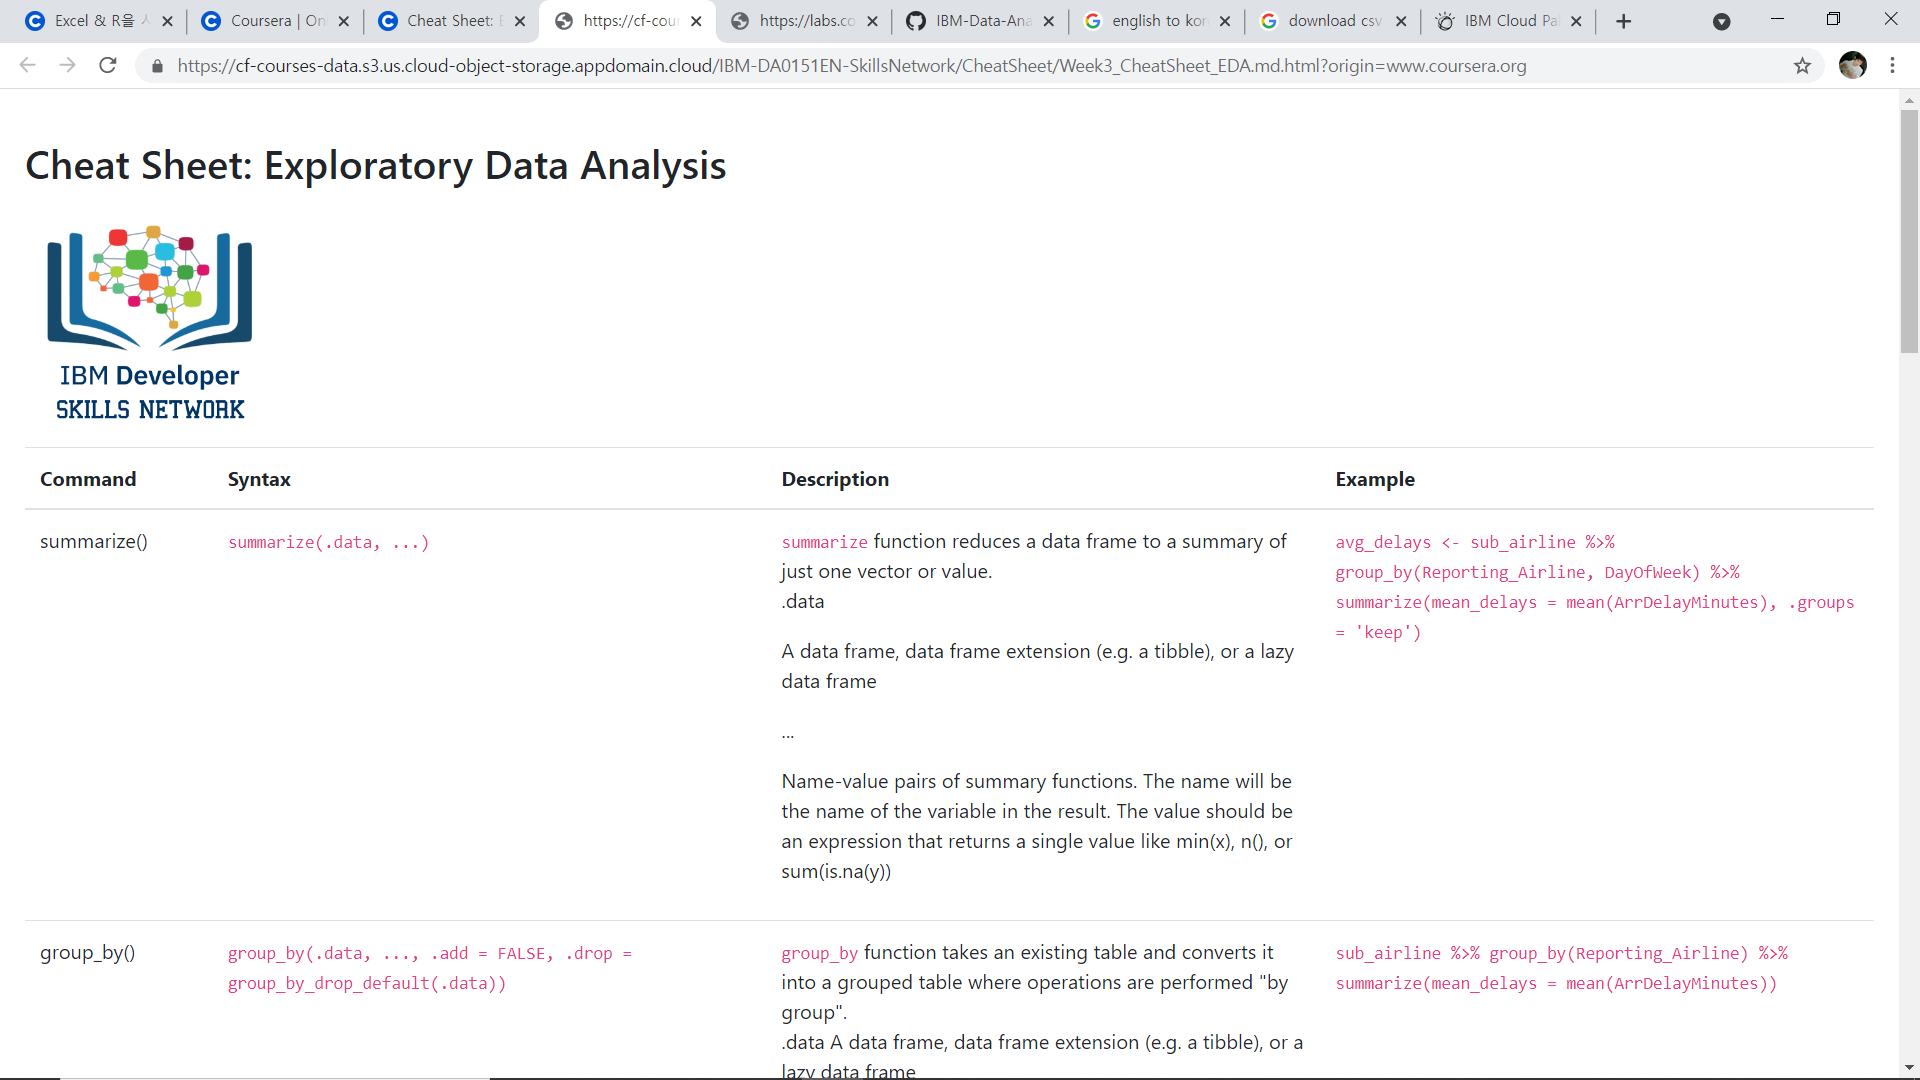 Excel & R을
Coursera | On
Cheat Sheet: E
https://cf-cour
https://labs.co
IBM-Data-Ana
english to kor
download csv
IBM Cloud Pa
https://cf-courses-data.s3.us.cloud-object-storage.appdomain.cloud/IBM-DA0151EN-SkillsNetwork/CheatSheet/Week3_CheatSheet_EDA.md.html?origin=www.coursera.org
Cheat Sheet: Exploratory Data Analysis
IBM Developer
SKILLS NETWORK
Command Syntax Description Example
summarize()
summarize(.data, ...)
summarize function reduces a data frame to a summary of
just one vector or value.
.data
A data frame, data frame extension (e.g. a tibble), or a lazy
data frame
...
Name-value pairs of summary functions. The name will be
the name of the variable in the result. The value should be
an expression that returns a single value like min(x), n(), or
sum(is.na(y))
avg_delays <- sub_airline %>%
group_by(Reporting_Airline, DayOfWeek) %>%
summarize(mean_delays = mean(ArrDelayMinutes), .groups
= 'keep')
group_by()
group_by(.data, ..., .add = FALSE, .drop =
group_by_drop_default(.data))
group_by function takes an existing table and converts it
into a grouped table where operations are performed "by
group".
.data A data frame, data frame extension (e.g. a tibble), or a
lazy data frame
sub_airline %>% group_by(Reporting_Airline) %>%
summarize(mean_delays = mean(ArrDelayMinutes))